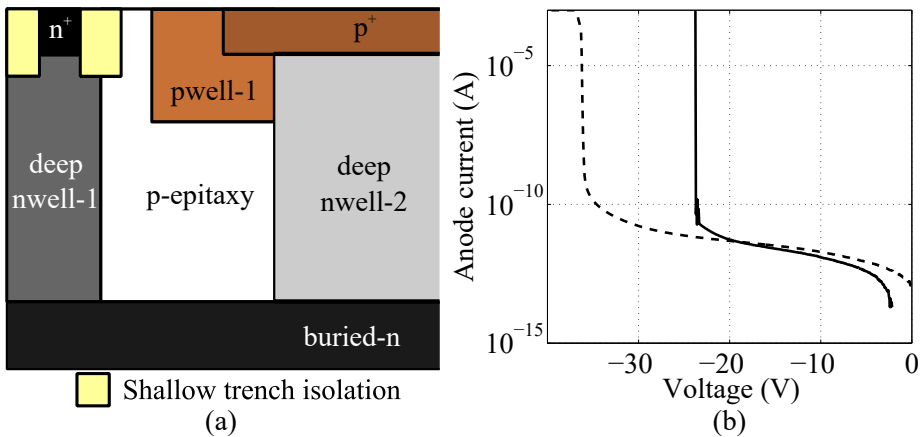 n+
p+
pwell-1
deep
nwell-1
p-epitaxy
deep
nwell-2
buried-n
Shallow trench isolation
(a)
Anode current (A)
10−5
10−10
10−15
−30
−20
−10
0
Voltage (V)
(b)